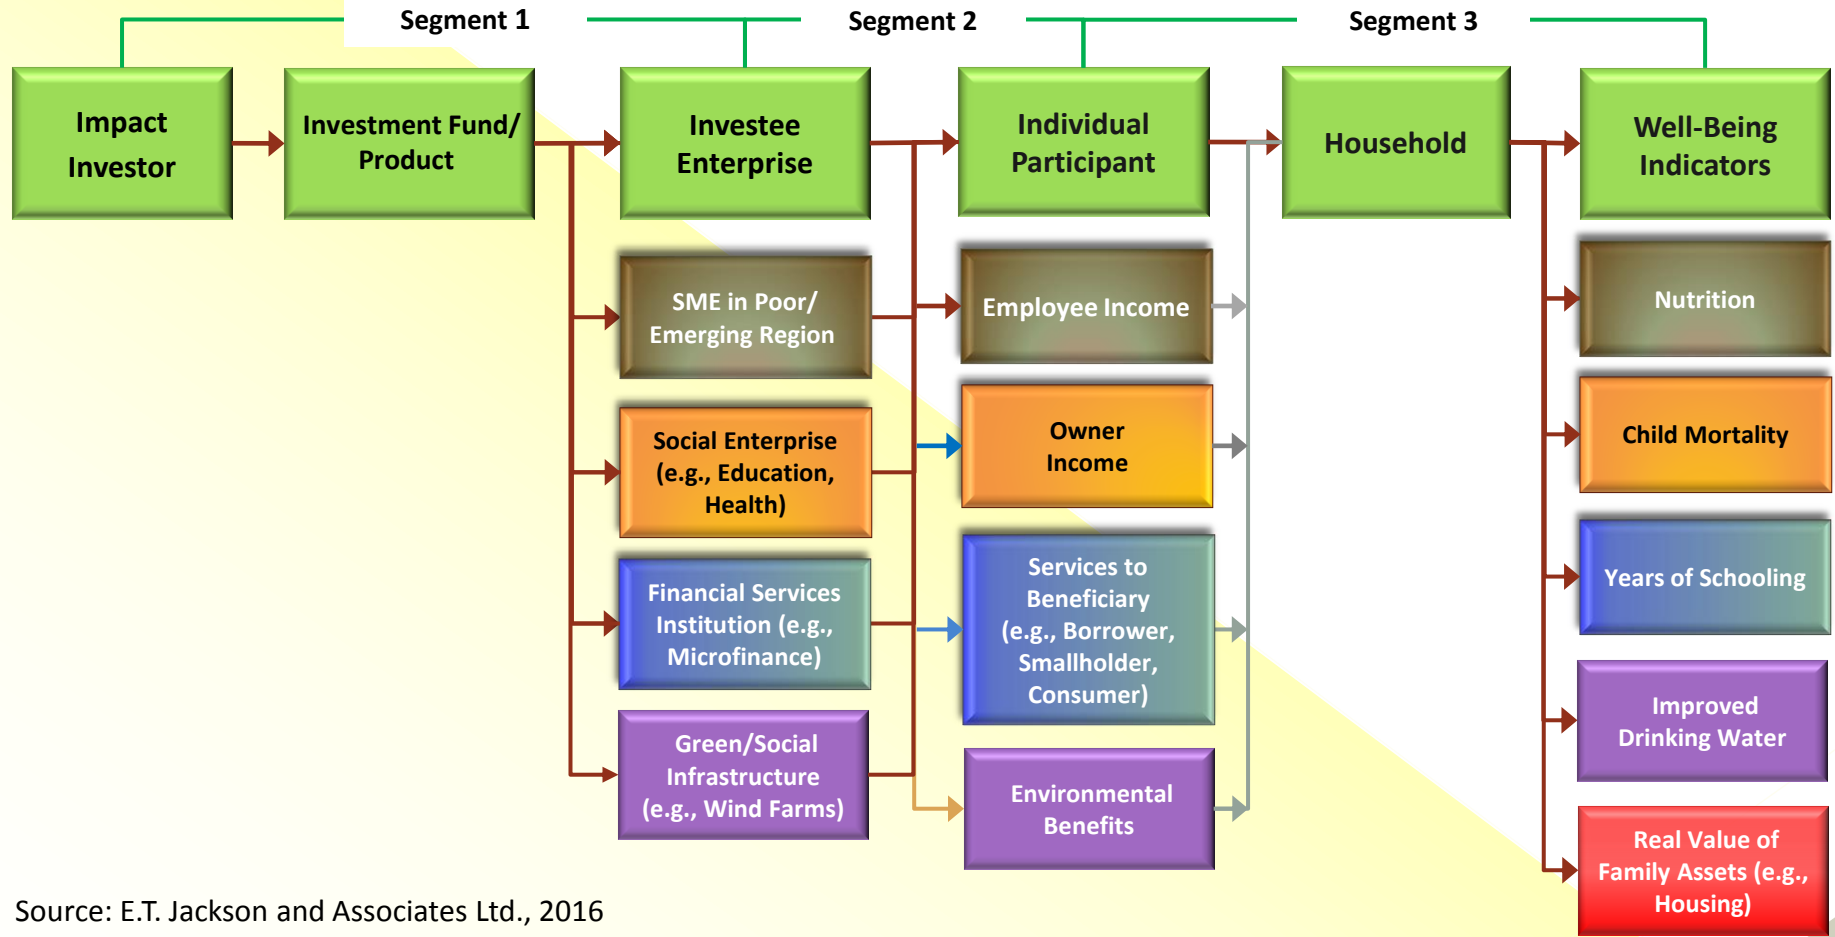 Segment 1
Segment 2
Segment 3
Impact
Investor
Investment Fund/
Product
Investee
Enterprise
Individual
Participant
Household
Well-Being
Indicators
SME in Poor/
Emerging Region
Social Enterprise
(e.g., Education,
Health)
Financial Services
Institution (e.g.,
Microfinance)
Green/Social
Infrastructure
(e.g., Wind Farms)
Employee Income
Owner
Income
Services to
Beneficiary
(e.g., Borrower,
Smallholder,
Consumer)
Environmental
Benefits
Nutrition
Child Mortality
Years of Schooling
Improved
Drinking Water
Real Value of
Family Assets (e.g.,
Housing)
Source: E.T. Jackson and Associates Ltd., 2016